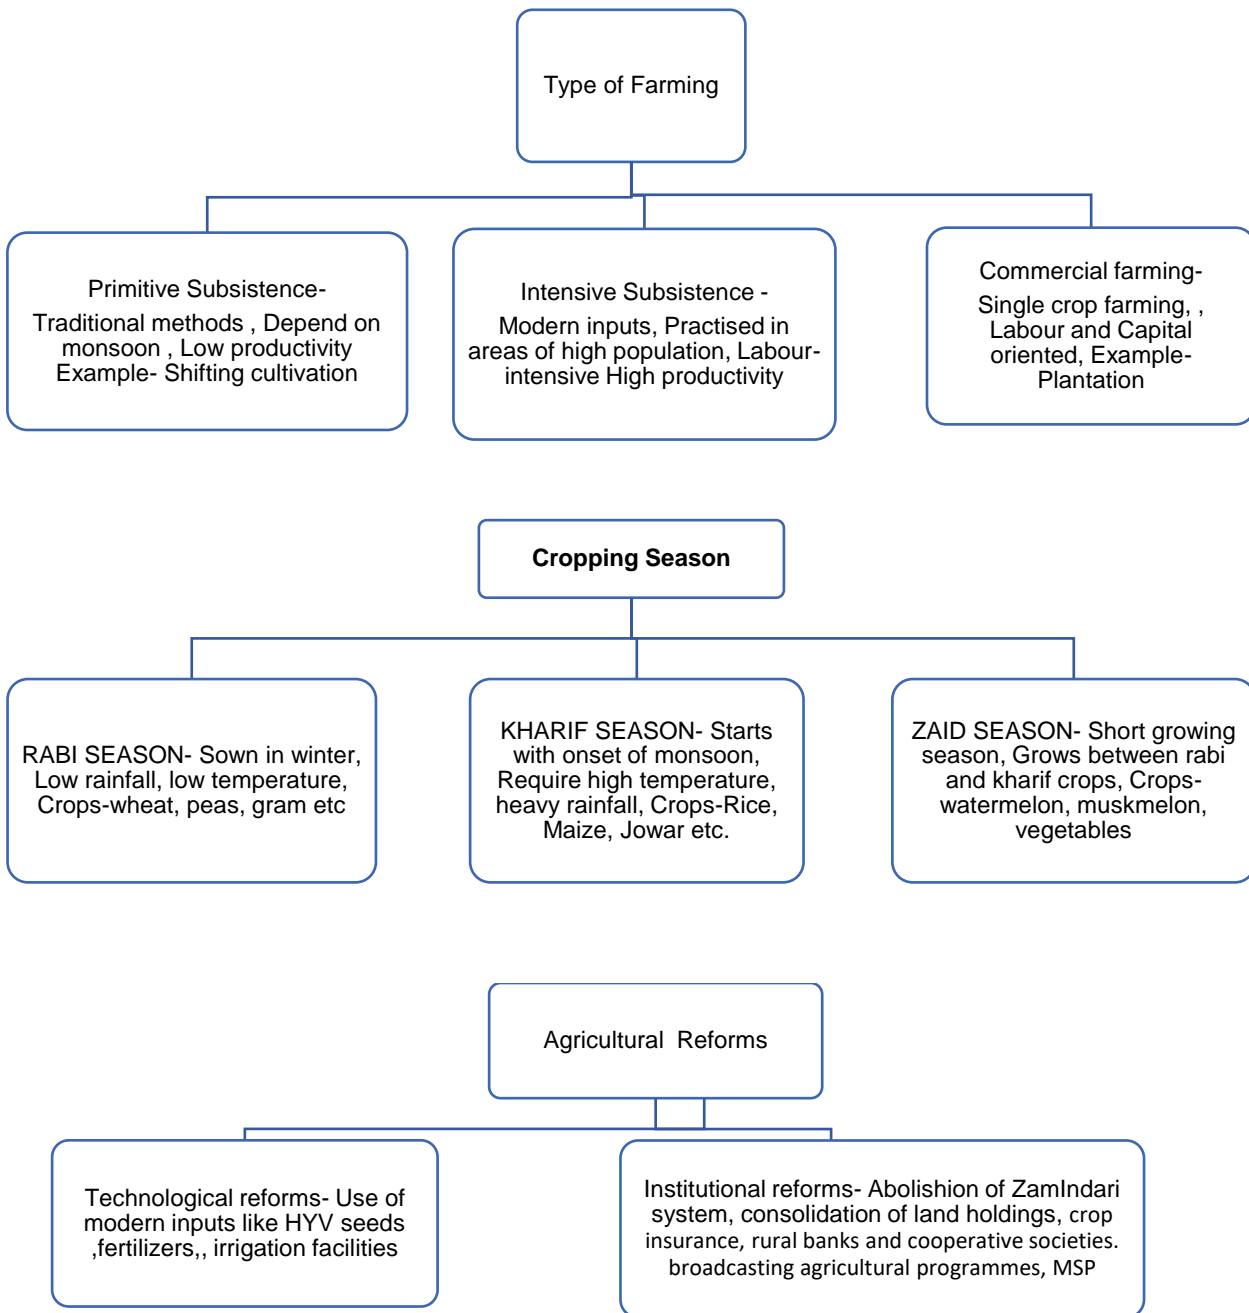 Type of Farming
Primitive Subsistence-
Traditional methods , Depend on
monsoon , Low productivity
Example- Shifting cultivation
Intensive Subsistence -
Modern inputs, Practised in
areas of high population, Labour-
intensive High productivity
Commercial farming-
Single crop farming, ,
Labour and Capital
oriented, Example-
Plantation
Cropping Season
RABI SEASON- Sown in winter,
Low rainfall, low temperature,
Crops-wheat, peas, gram etc
KHARIF SEASON- Starts
with onset of monsoon,
Require high temperature,
heavy rainfall, Crops-Rice,
Maize, Jowar etc.
ZAID SEASON- Short growing
season, Grows between rabi
and kharif crops, Crops-
watermelon, muskmelon,
vegetables
Agricultural  Reforms
Technological reforms- Use of
modern inputs like HYV seeds
,fertilizers,, irrigation facilities
Institutional reforms- Abolishion of ZamIndari
system, consolidation of land holdings, crop
insurance, rural banks and cooperative societies.
broadcasting agricultural programmes, MSP